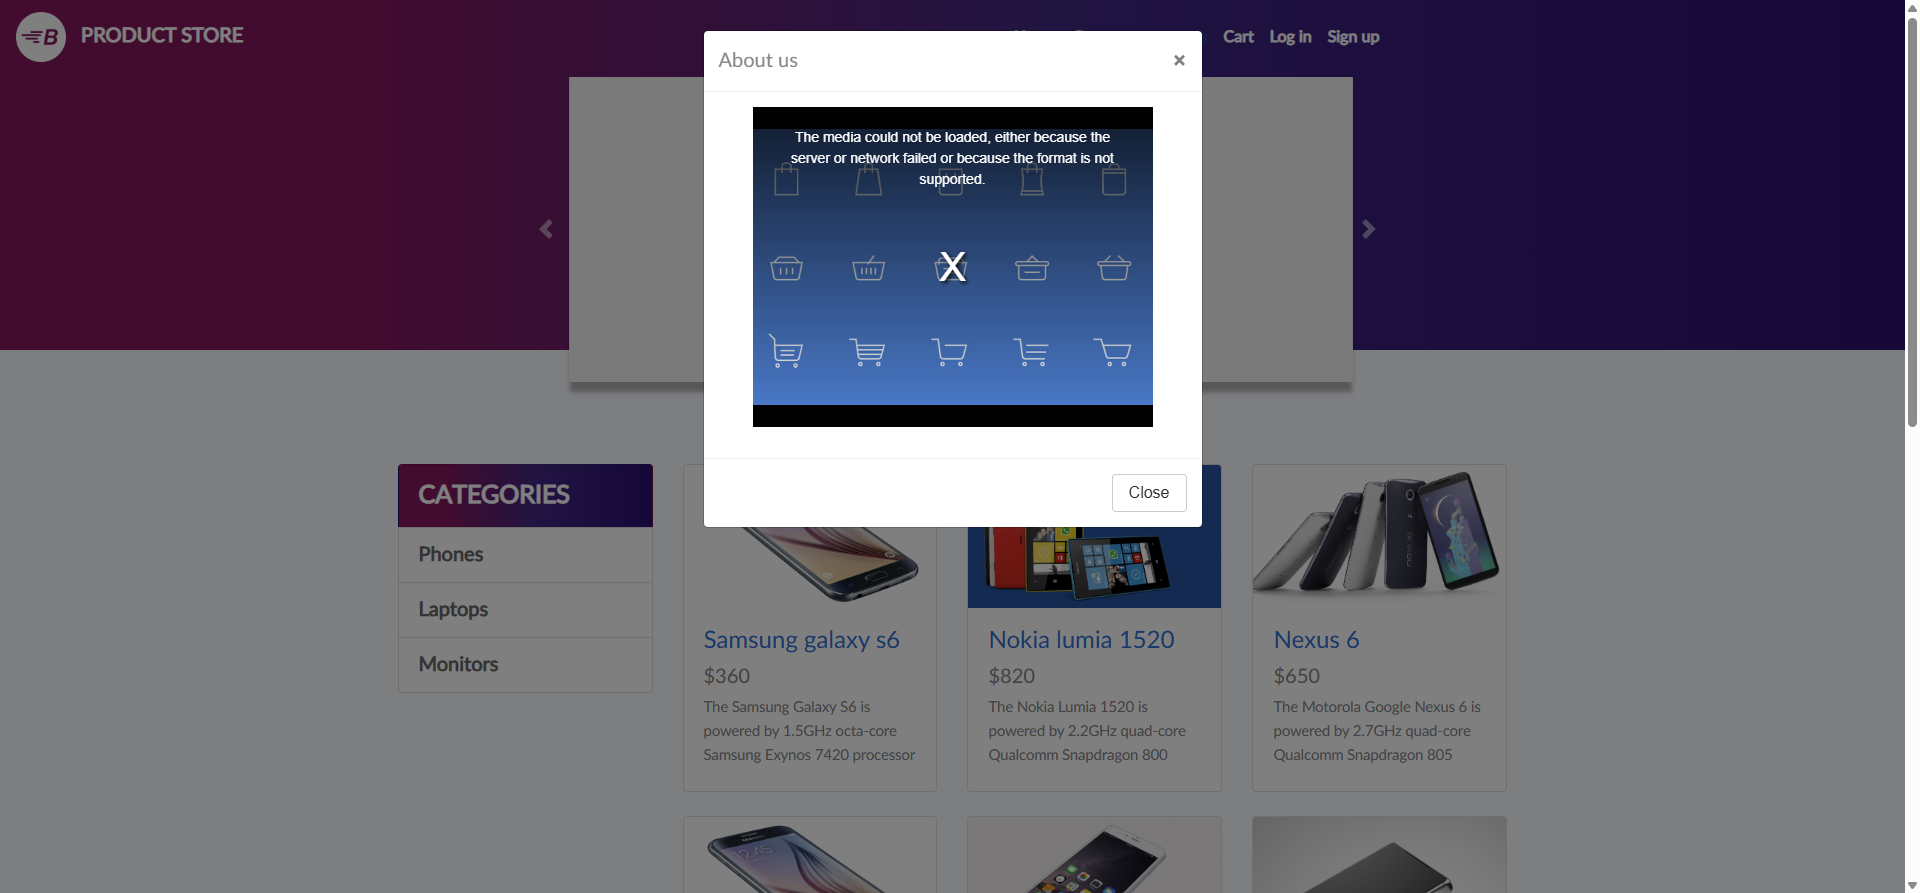 PRODUCT STORE
Cart
Log in
Sign up
About us
×
The media could not be loaded, either because the
server or network failed or because the format is not
supported.
X
Close
CATEGORIES
Phones
Laptops
Monitors
Samsung galaxy s6
$360
The Samsung Galaxy S6 is
powered by 1.5GHz octa-core
Samsung Exynos 7420 processor
Nokia lumia 1520
$820
The Nokia Lumia 1520 is
powered by 2.2GHz quad-core
Qualcomm Snapdragon 800
Nexus 6
$650
The Motorola Google Nexus 6 is
powered by 2.7GHz quad-core
Qualcomm Snapdragon 805